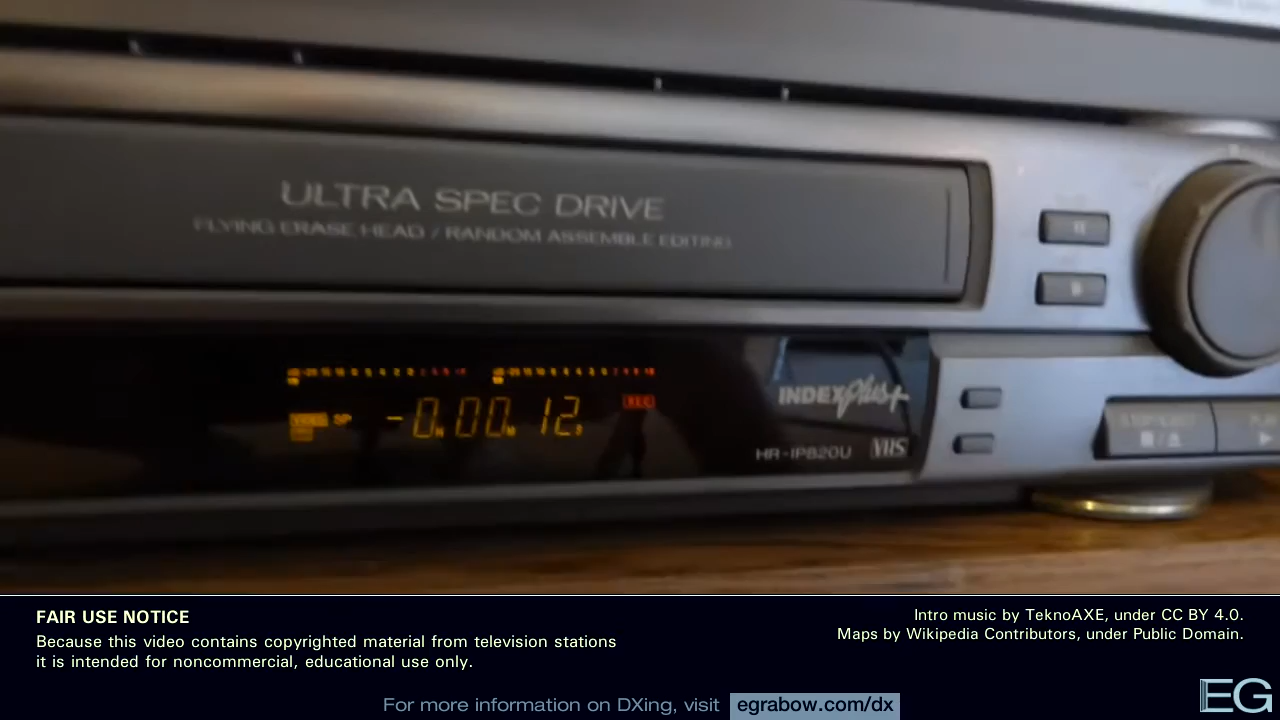 ULTRA SPEC DRIVE
FLYING ERASE HEAD / RANDOM ASSEMBLE EDITING
SP -0H00M12S REC
INDEX Plus+
HR-IP820U VHS
FAIR USE NOTICE
Because this video contains copyrighted material from television stations
it is intended for noncommercial, educational use only.
Intro music by TeknoAXE, under CC BY 4.0.
Maps by Wikipedia Contributors, under Public Domain.
For more information on DXing, visit egrabow.com/dx
EG